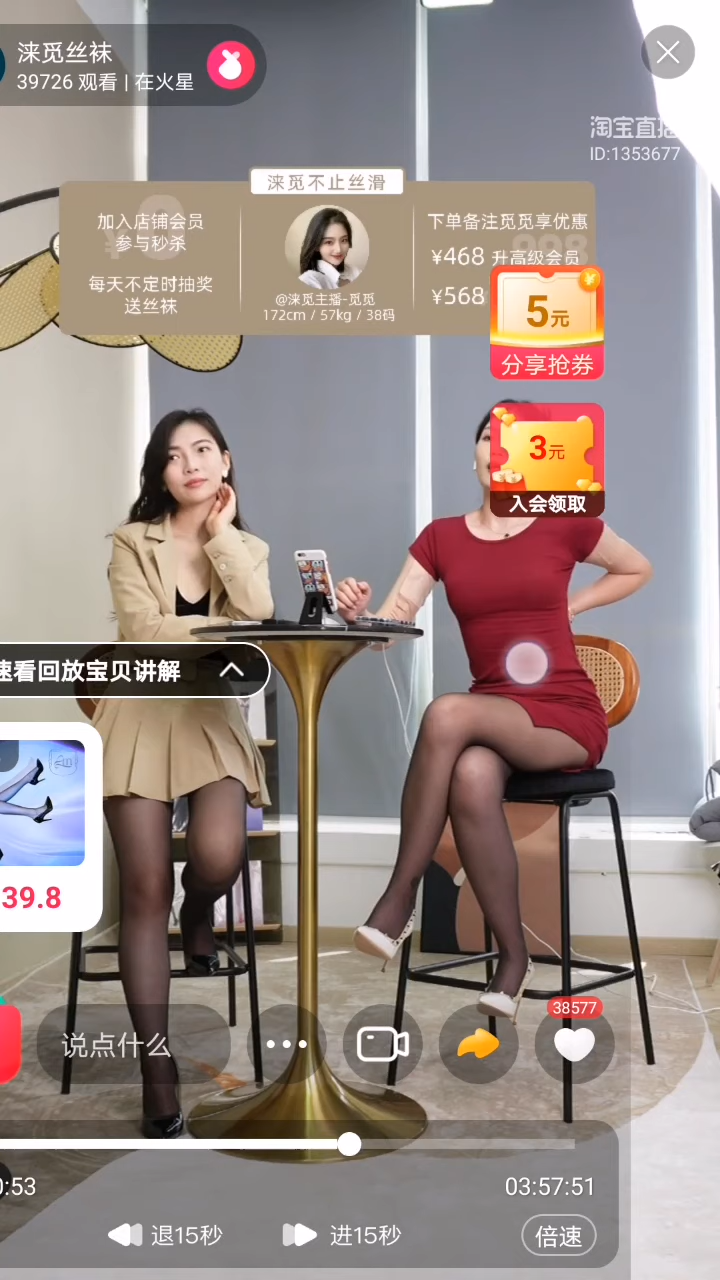 涞觅丝袜
39726 观看 | 在火星
淘宝直播
ID:1353677
涞觅不止丝滑
加入店铺会员
参与秒杀
每天不定时抽奖
送丝袜
@涞觅主播-觅觅
172cm / 57kg / 38码
下单备注觅觅享优惠
¥468 升高级会员
¥568
5元
分享抢券
3元
入会领取
速看回放宝贝讲解
39.8
说点什么
38577
0:53
03:57:51
退15秒
进15秒
倍速